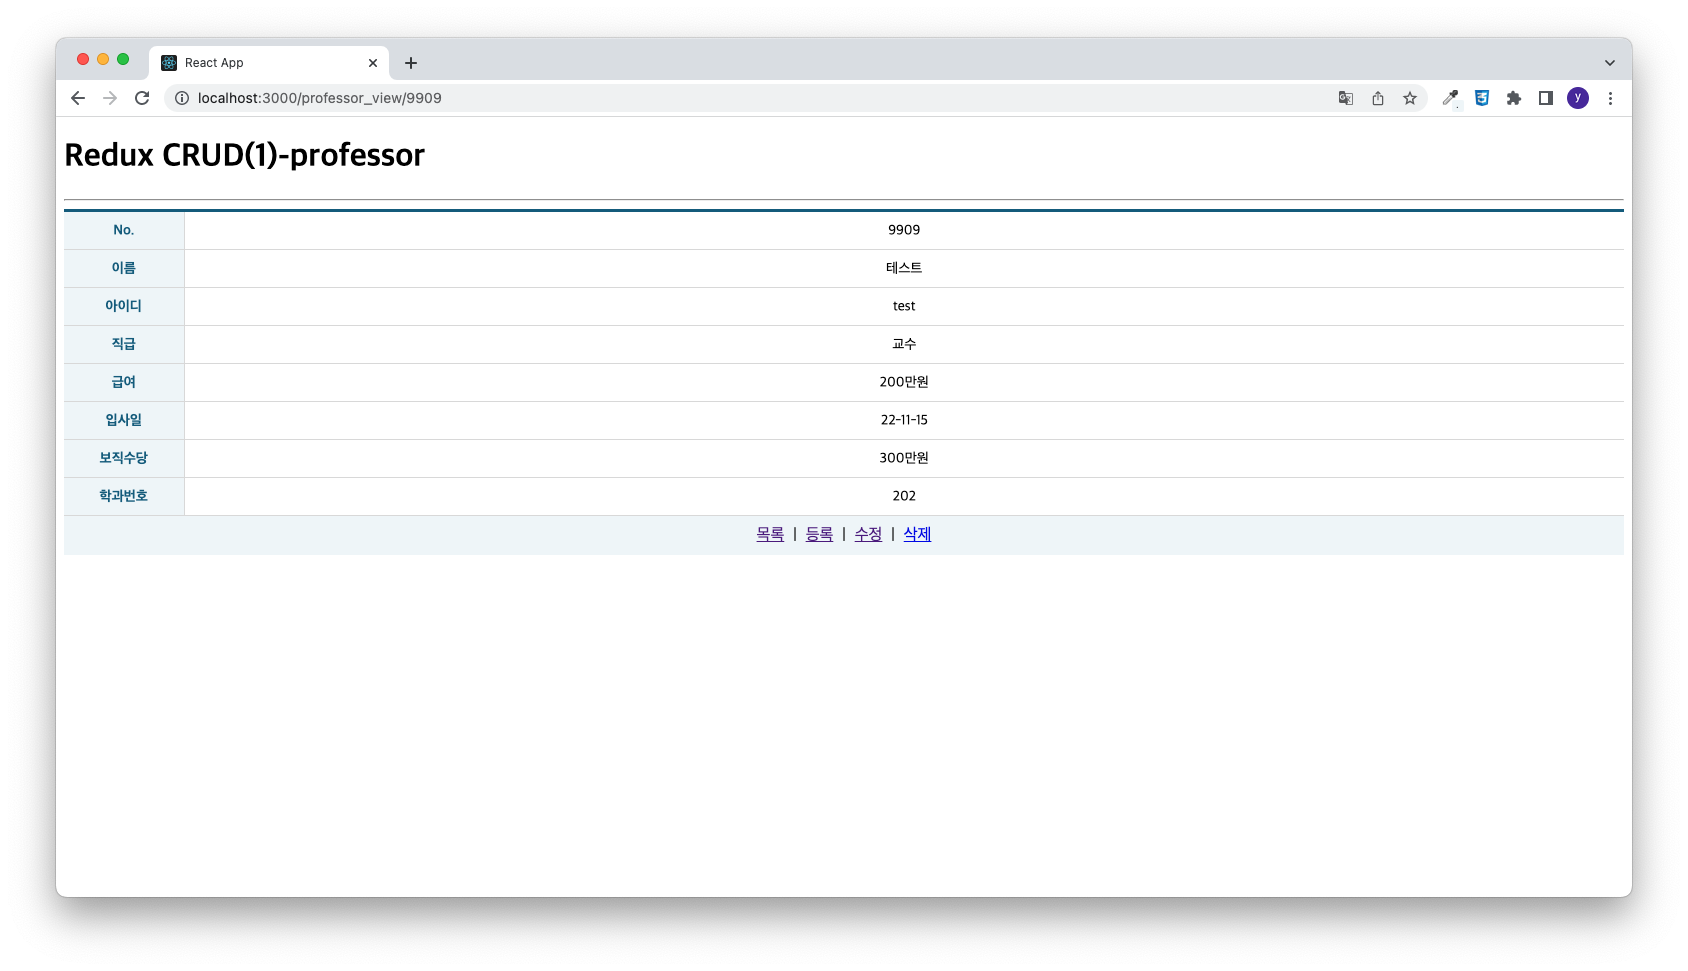 React App
localhost:3000/professor_view/9909
y
Redux CRUD(1)-professor
No. 9909
이름 테스트
아이디 test
직급 교수
급여 200만원
입사일 22-11-15
보직수당 300만원
학과번호 202
목록 | 등록 | 수정 | 삭제